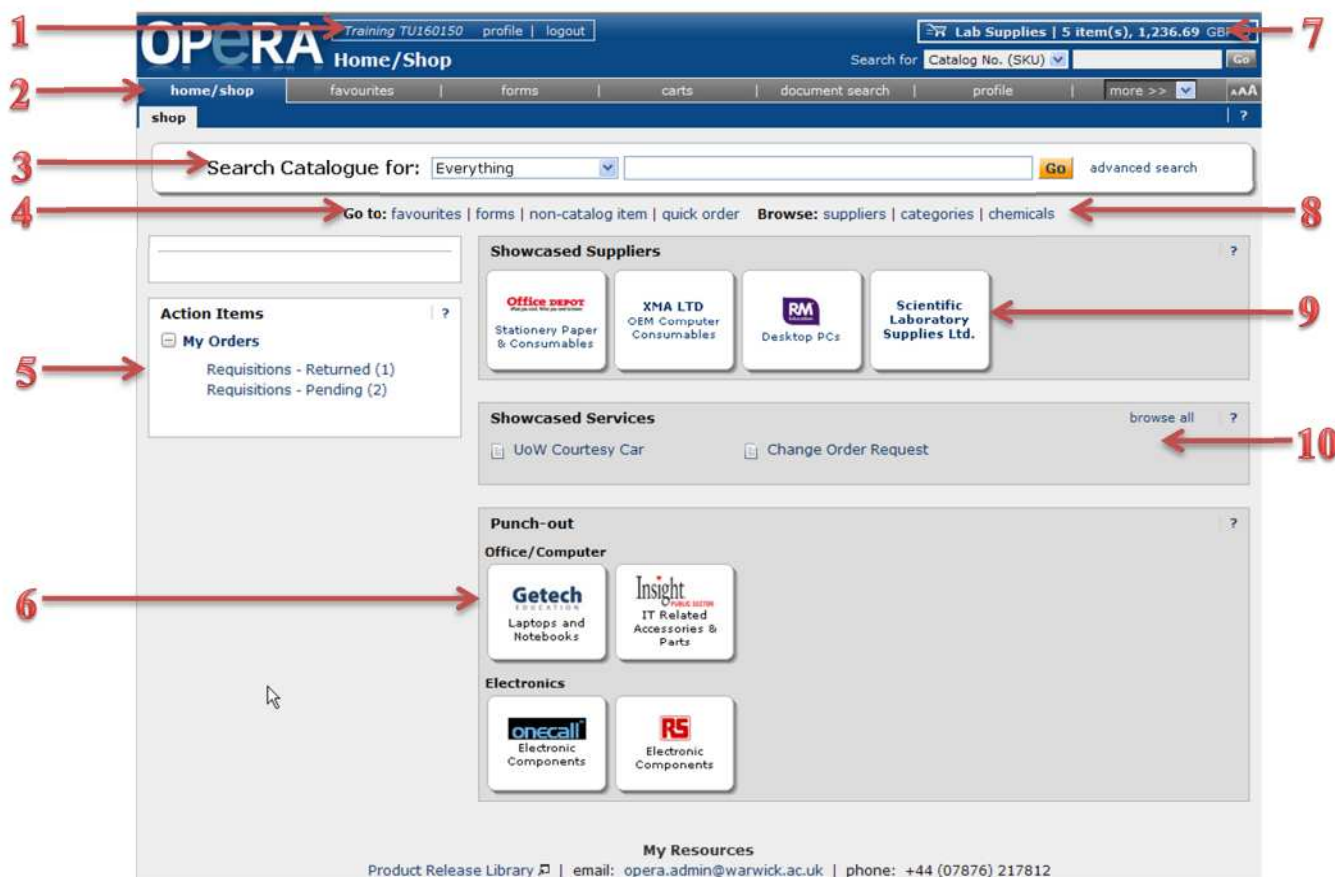 1
OPERA
Training TU160150 profile | logout
Lab Supplies | 5 item(s), 1,236.69 GBP
7
Home/Shop
Search for Catalog No. (SKU) Go
2
home/shop favourites | forms | carts | document search | profile | more >> AAA
shop | ?
3
Search Catalogue for: Everything Go advanced search
4
Go to: favourites | forms | non-catalog item | quick order Browse: suppliers | categories | chemicals
8
Action Items ?
My Orders
5
Requisitions - Returned (1)
Requisitions - Pending (2)
Showcased Suppliers ?
Office DEPOT
Stationery Paper
& Consumables
XMA LTD
OEM Computer
Consumables
RM
Education
Desktop PCs
Scientific
Laboratory
Supplies Ltd.
9
Showcased Services browse all ?
UoW Courtesy Car Change Order Request
10
Punch-out ?
Office/Computer
6
Getech
EDUCATION
Laptops and
Notebooks
Insight
PUBLIC SECTOR
IT Related
Accessories &
Parts
Electronics
onecall
Electronic
Components
RS
Electronic
Components
My Resources
Product Release Library | email: opera.admin@warwick.ac.uk | phone: +44 (07876) 217812